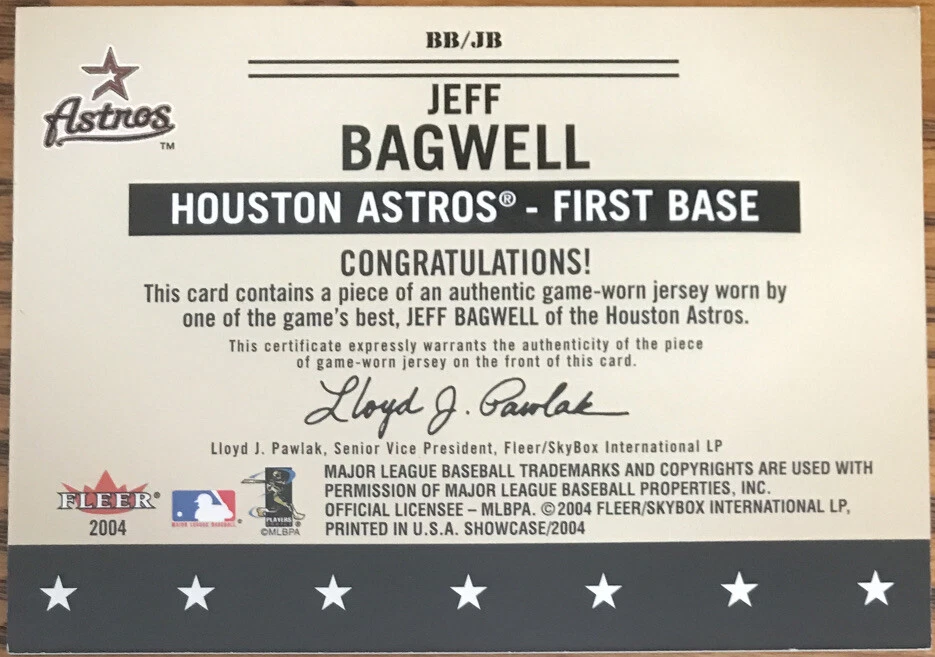 BB/JB
Astros
TM
JEFF
BAGWELL
HOUSTON ASTROS® - FIRST BASE
CONGRATULATIONS!
This card contains a piece of an authentic game-worn jersey worn by
one of the game's best, JEFF BAGWELL of the Houston Astros.
This certificate expressly warrants the authenticity of the piece
of game-worn jersey on the front of this card.
Lloyd J. Pawlak
Lloyd J. Pawlak, Senior Vice President, Fleer/SkyBox International LP
FLEER®
2004
MAJOR LEAGUE BASEBALL®
PLAYERS
©MLBPA
MAJOR LEAGUE BASEBALL TRADEMARKS AND COPYRIGHTS ARE USED WITH
PERMISSION OF MAJOR LEAGUE BASEBALL PROPERTIES, INC.
OFFICIAL LICENSEE – MLBPA. ©2004 FLEER/SKYBOX INTERNATIONAL LP,
PRINTED IN U.S.A. SHOWCASE/2004